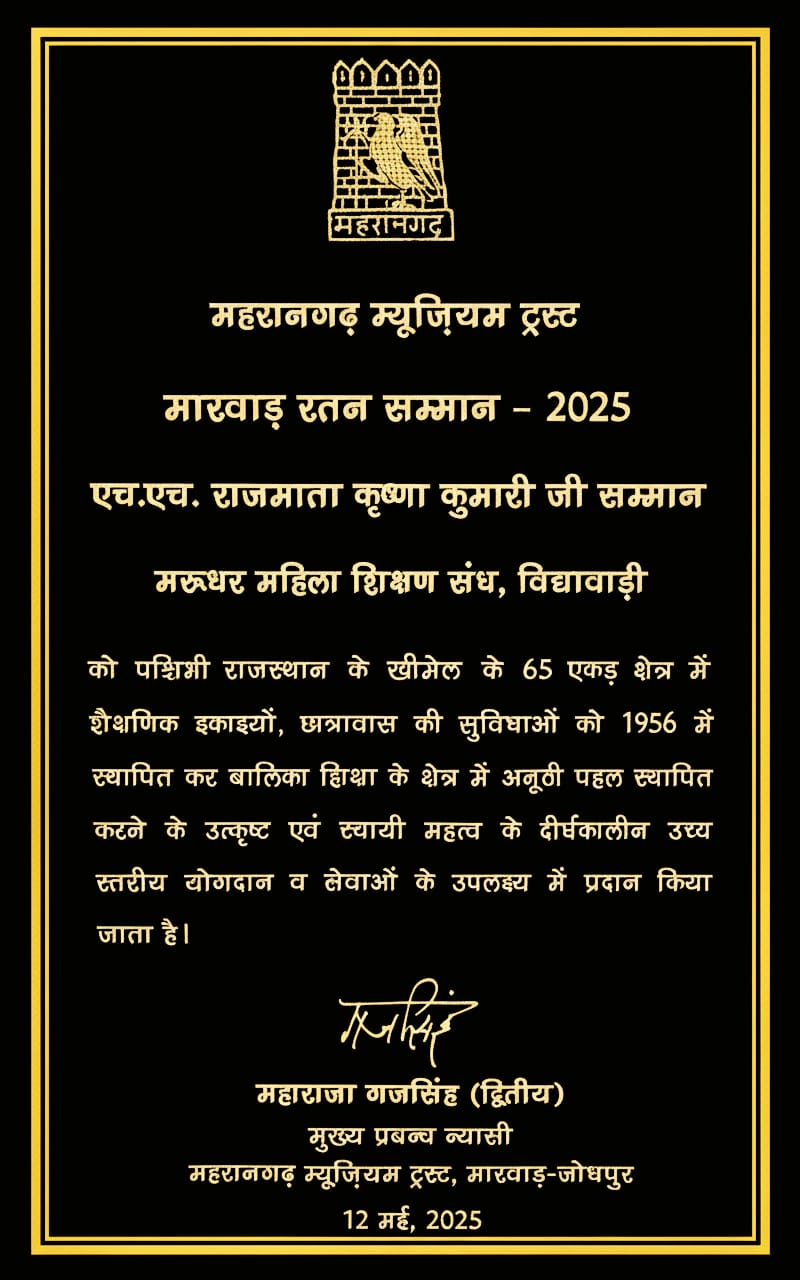 महरानगढ़
महरानगढ़ म्यूज़ियम ट्रस्ट
मारवाड़ रतन सम्मान – 2025
एच.एच. राजमाता कृष्णा कुमारी जी सम्मान
मरूधर महिला शिक्षण संध, विद्यावाड़ी
को पश्चिमी राजस्थान के खीमेल के 65 एकड़ क्षेत्र में
शैक्षणिक इकाइयों, छात्रावास की सुविधाओं को 1956 में
स्थापित कर बालिका शिक्षा के क्षेत्र में अनूठी पहल स्थापित
करने के उत्कृष्ट एवं स्थायी महत्व के दीर्घकालीन उच्च
स्तरीय योगदान व सेवाओं के उपलक्ष्य में प्रदान किया
जाता है।
गजसिंह
महाराजा गजसिंह (द्वितीय)
मुख्य प्रबन्ध न्यासी
महरानगढ़ म्यूज़ियम ट्रस्ट, मारवाड़-जोधपुर
12 मई, 2025